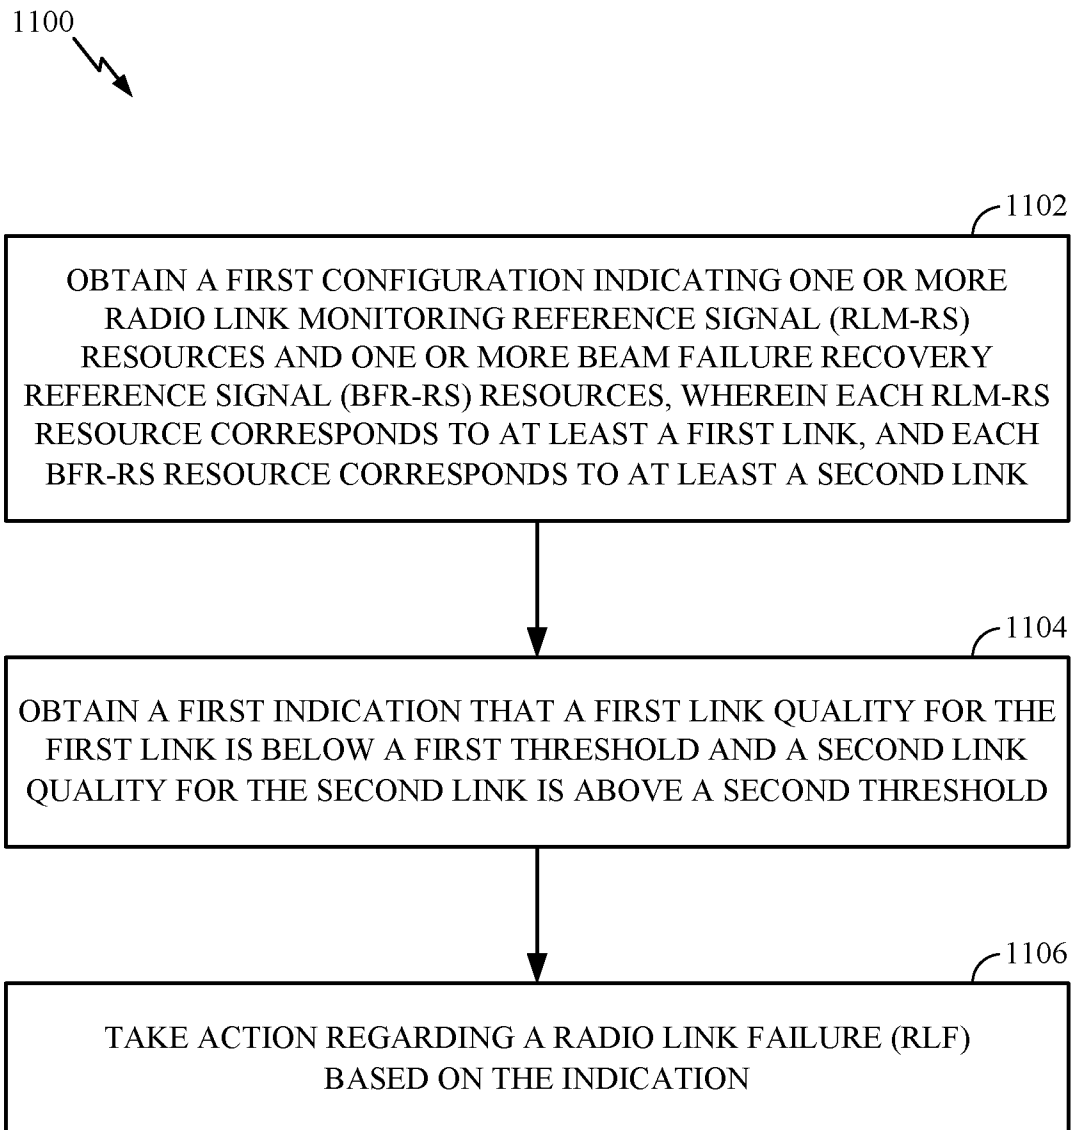 1100
1102
OBTAIN A FIRST CONFIGURATION INDICATING ONE OR MORE
RADIO LINK MONITORING REFERENCE SIGNAL (RLM-RS)
RESOURCES AND ONE OR MORE BEAM FAILURE RECOVERY
REFERENCE SIGNAL (BFR-RS) RESOURCES, WHEREIN EACH RLM-RS
RESOURCE CORRESPONDS TO AT LEAST A FIRST LINK, AND EACH
BFR-RS RESOURCE CORRESPONDS TO AT LEAST A SECOND LINK
1104
OBTAIN A FIRST INDICATION THAT A FIRST LINK QUALITY FOR THE
FIRST LINK IS BELOW A FIRST THRESHOLD AND A SECOND LINK
QUALITY FOR THE SECOND LINK IS ABOVE A SECOND THRESHOLD
1106
TAKE ACTION REGARDING A RADIO LINK FAILURE (RLF)
BASED ON THE INDICATION